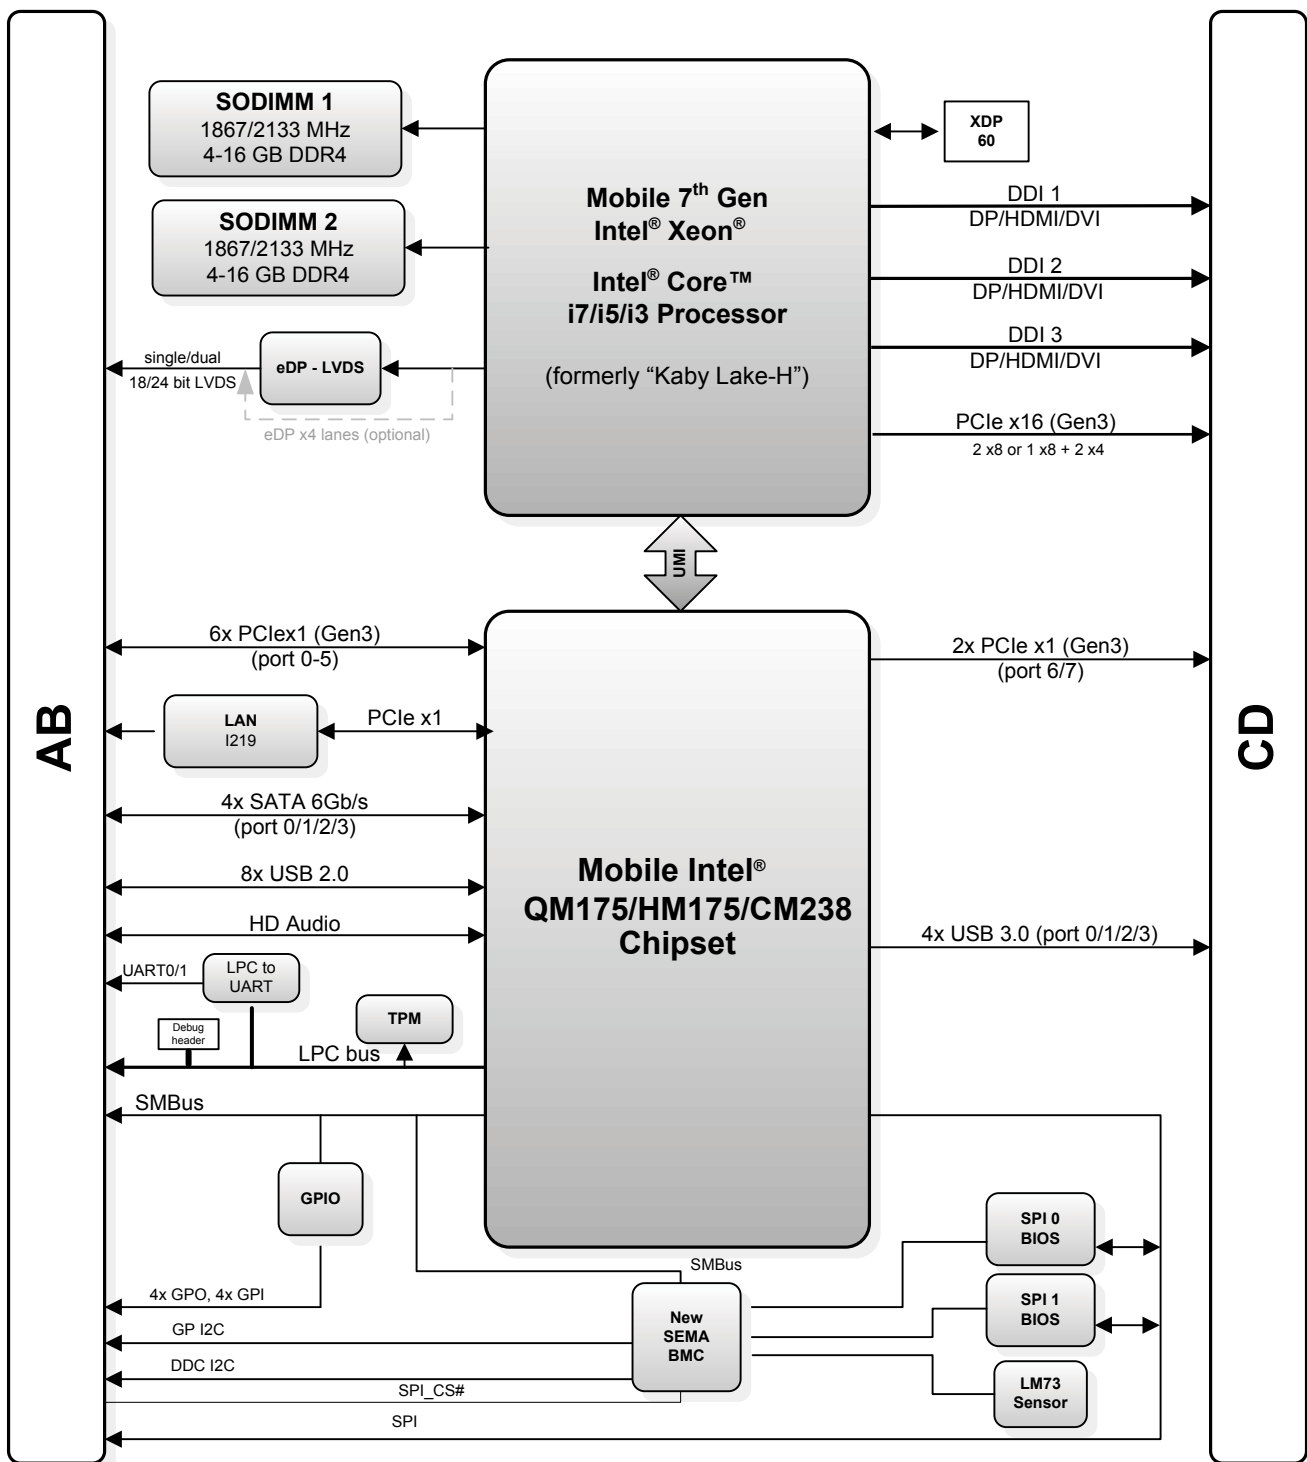 SODIMM 1
1867/2133 MHz
4-16 GB DDR4
SODIMM 2
1867/2133 MHz
4-16 GB DDR4
Mobile 7th Gen
Intel® Xeon®
Intel® Core™
i7/i5/i3 Processor
(formerly “Kaby Lake-H”)
XDP
60
DDI 1
DP/HDMI/DVI
DDI 2
DP/HDMI/DVI
DDI 3
DP/HDMI/DVI
PCIe x16 (Gen3)
2 x8 or 1 x8 + 2 x4
single/dual
18/24 bit LVDS
eDP - LVDS
eDP x4 lanes (optional)
UMI
AB
CD
6x PCIex1 (Gen3)
(port 0-5)
LAN
I219
PCIe x1
4x SATA 6Gb/s
(port 0/1/2/3)
8x USB 2.0
HD Audio
UART0/1
LPC to
UART
Debug
header
TPM
LPC bus
SMBus
GPIO
Mobile Intel®
QM175/HM175/CM238
Chipset
2x PCIe x1 (Gen3)
(port 6/7)
4x USB 3.0 (port 0/1/2/3)
SMBus
4x GPO, 4x GPI
GP I2C
DDC I2C
SPI_CS#
SPI
New
SEMA
BMC
SPI 0
BIOS
SPI 1
BIOS
LM73
Sensor